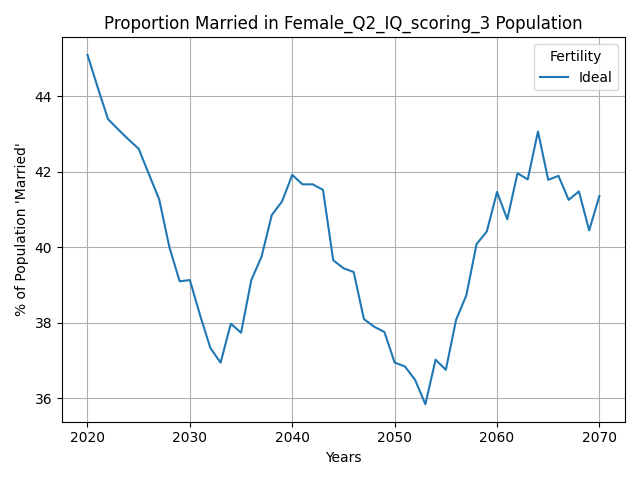 Proportion Married in Female_Q2_IQ_scoring_3 Population
Fertility
Ideal
% of Population 'Married'
44
42
40
38
36
2020 2030 2040 2050 2060 2070
Years